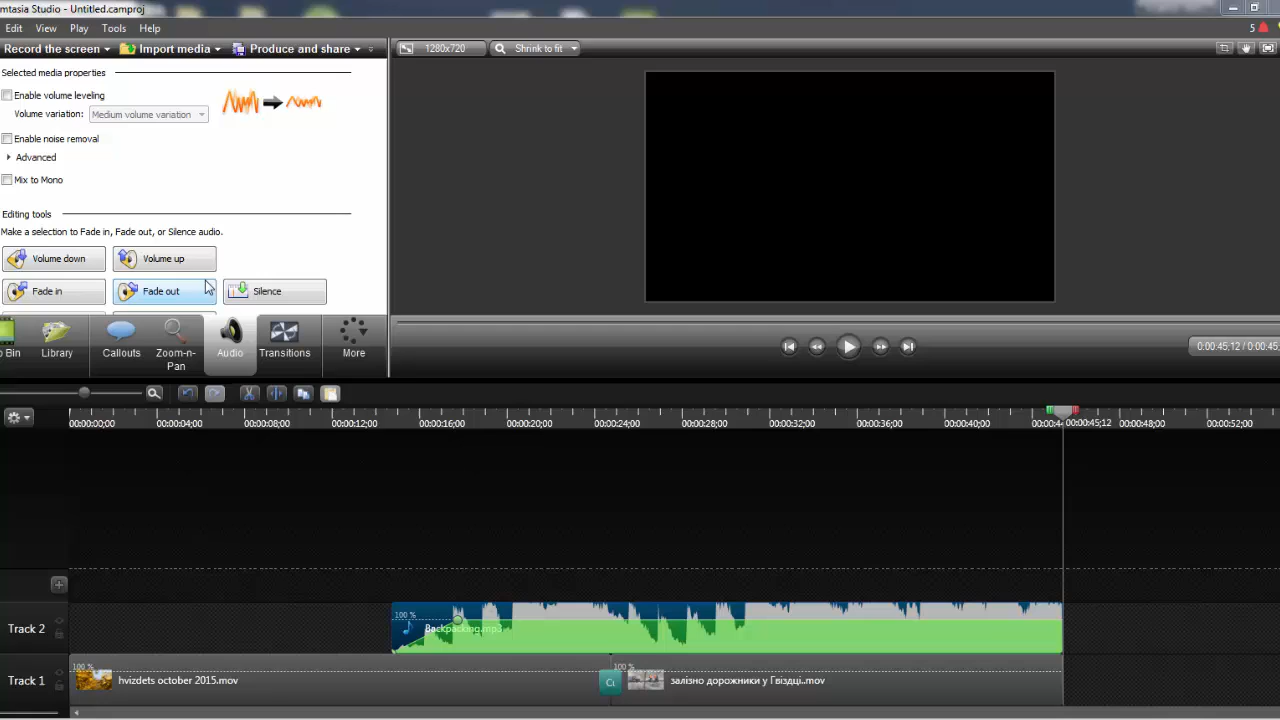 mtasia Studio - Untitled.camproj
Edit View Play Tools Help
5
Record the screen Import media Produce and share
1280x720 Shrink to fit
Selected media properties
Enable volume leveling
Volume variation: Medium volume variation
Enable noise removal
Advanced
Mix to Mono
Editing tools
Make a selection to Fade in, Fade out, or Silence audio.
Volume down Volume up
Fade in Fade out Silence
Bin Library Callouts Zoom-n-Pan Audio Transitions More
0:00:45;12 / 0:00:45;
00:00:00;00 00:00:04;00 00:00:08;00 00:00:12;00 00:00:16;00 00:00:20;00 00:00:24;00 00:00:28;00 00:00:32;00 00:00:36;00 00:00:40;00 00:00:4 00:00:45;12 00:00:48;00 00:00:52;00
100 %
Track 2 Backpacking.mp3
100 % 100 %
Track 1 hvizdets october 2015.mov залізно дорожники у Гвіздці..mov